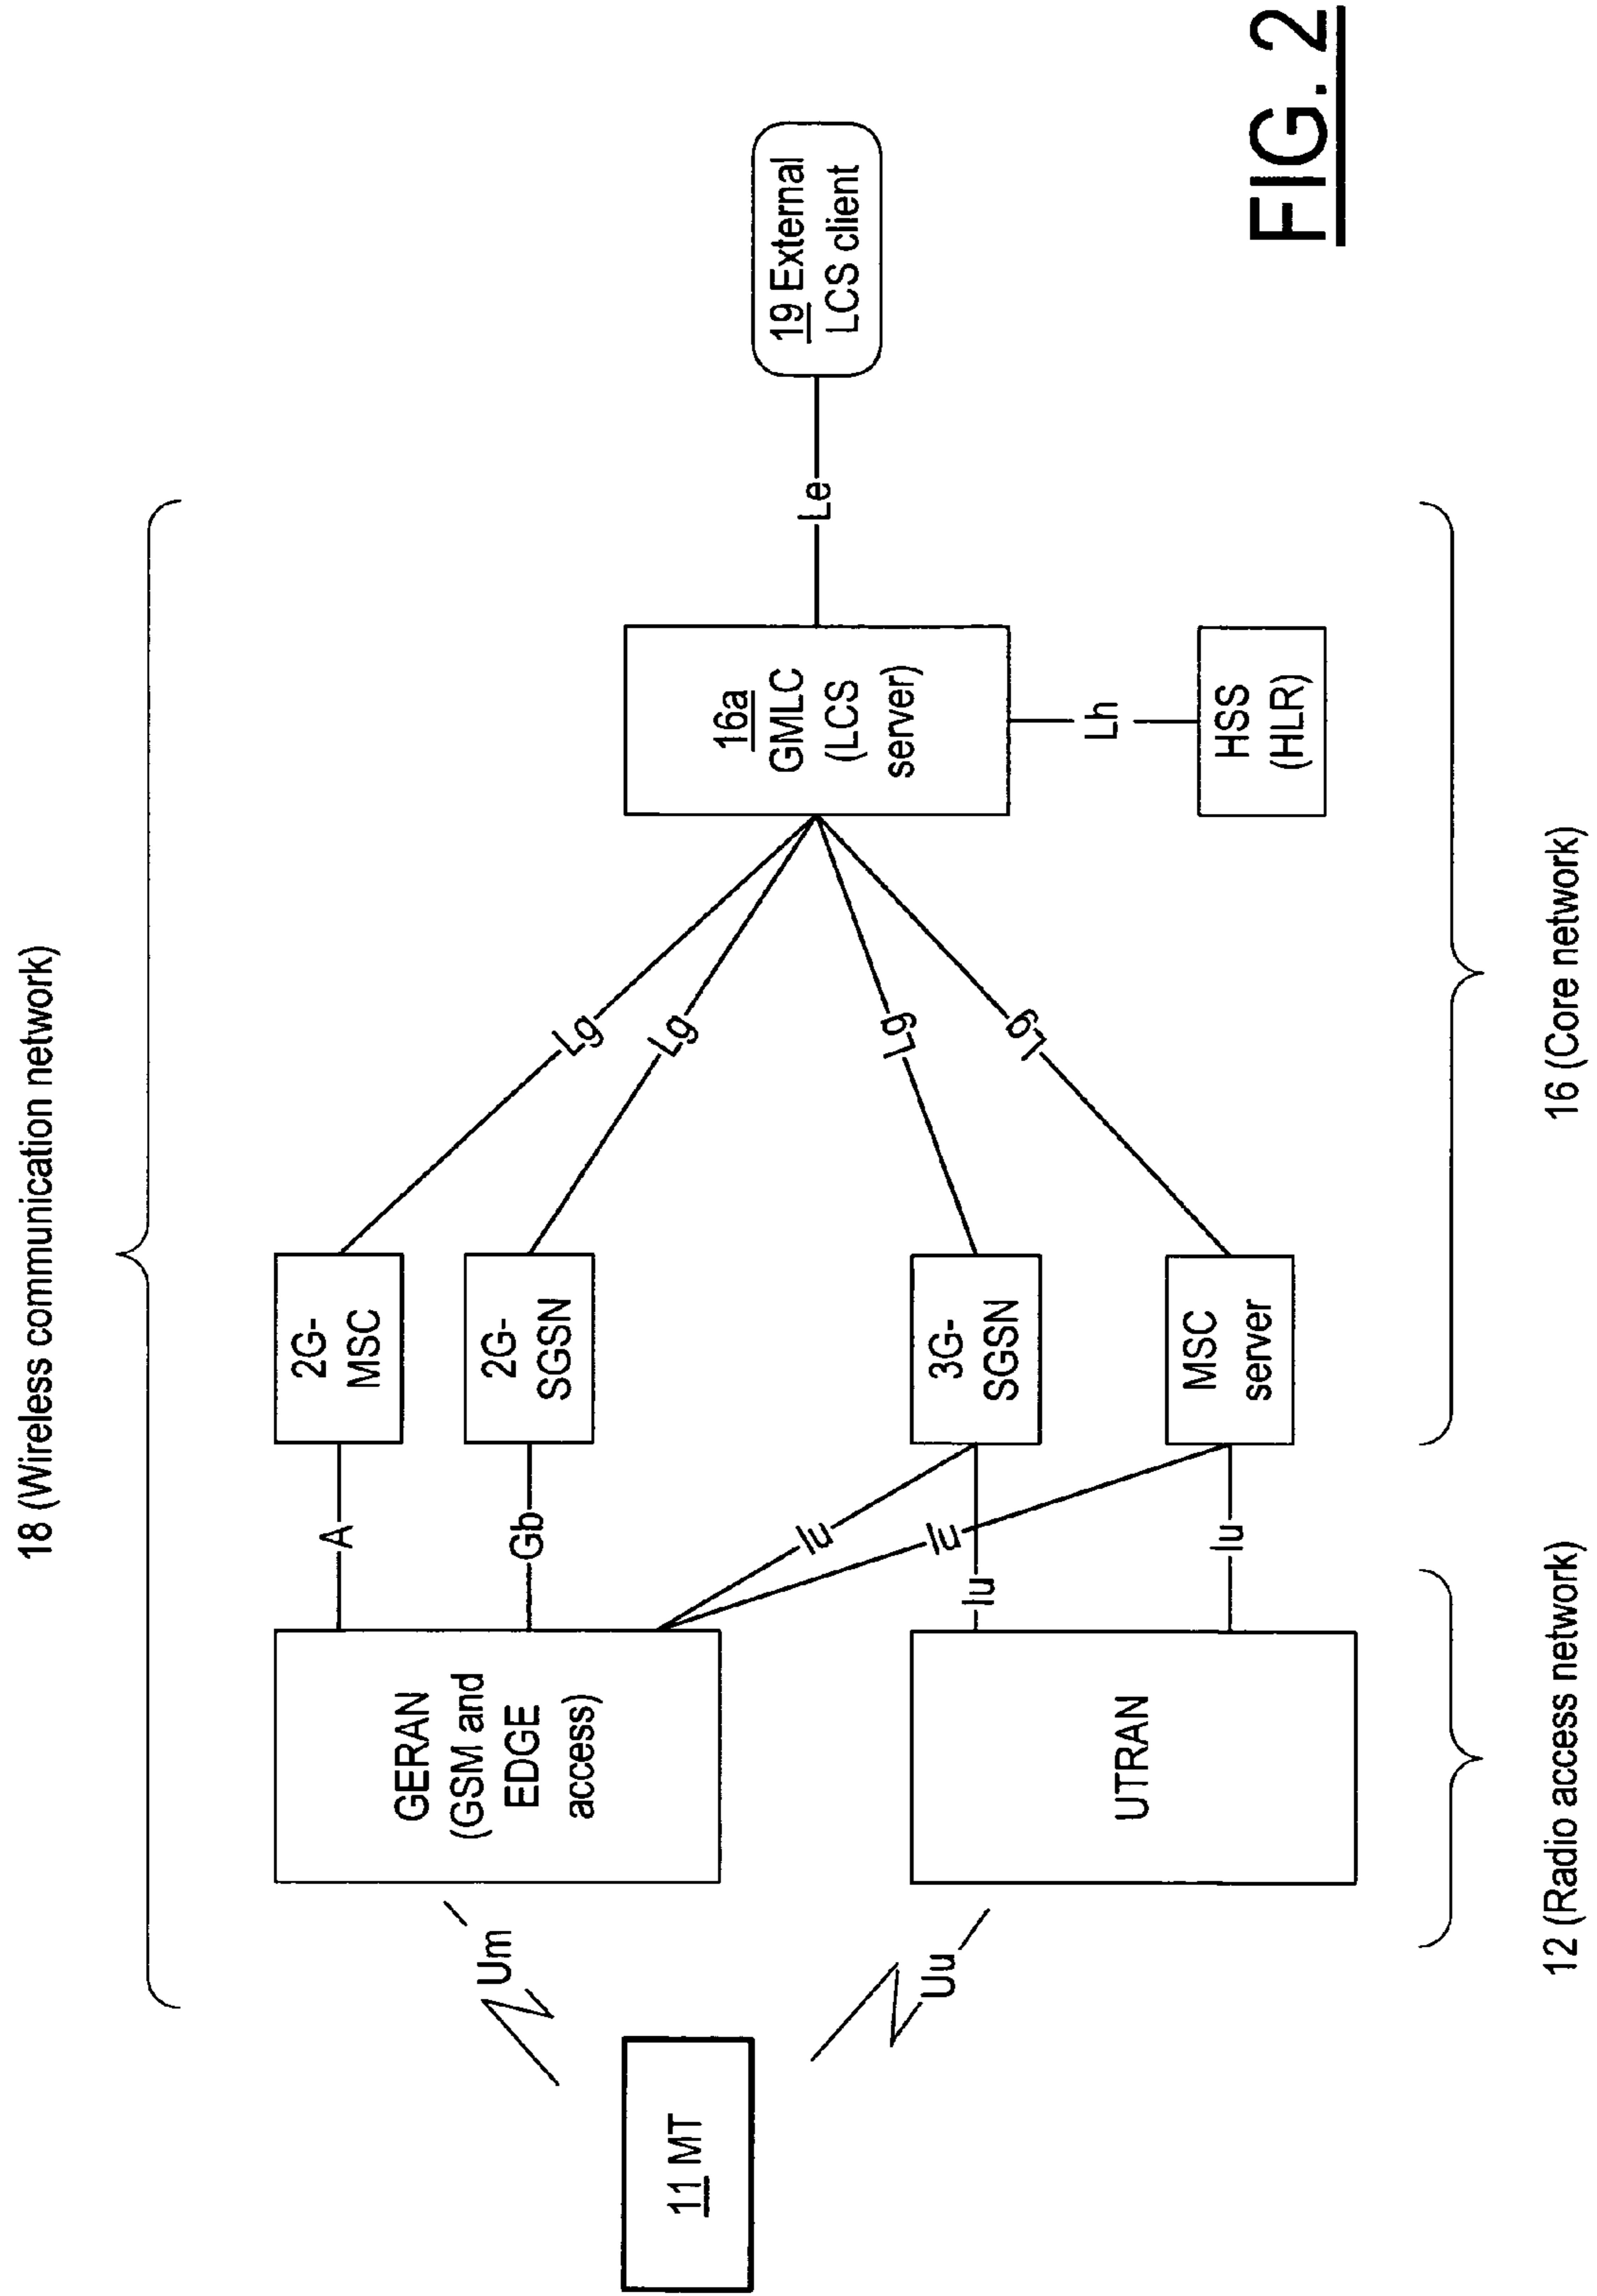 18 (Wireless communication network)
11 MT
Um
Uu
GERAN
(GSM and
EDGE
access)
UTRAN
A
Gb
Iu
Iu
Iu
Iu
2G-
MSC
2G-
SGSN
3G-
SGSN
MSC
server
Lg
Lg
Lg
Lg
16a
GMLC
(LCS
server)
Lh
HSS
(HLR)
Le
19 External
LCS client
12 (Radio access network)
16 (Core network)
FIG. 2